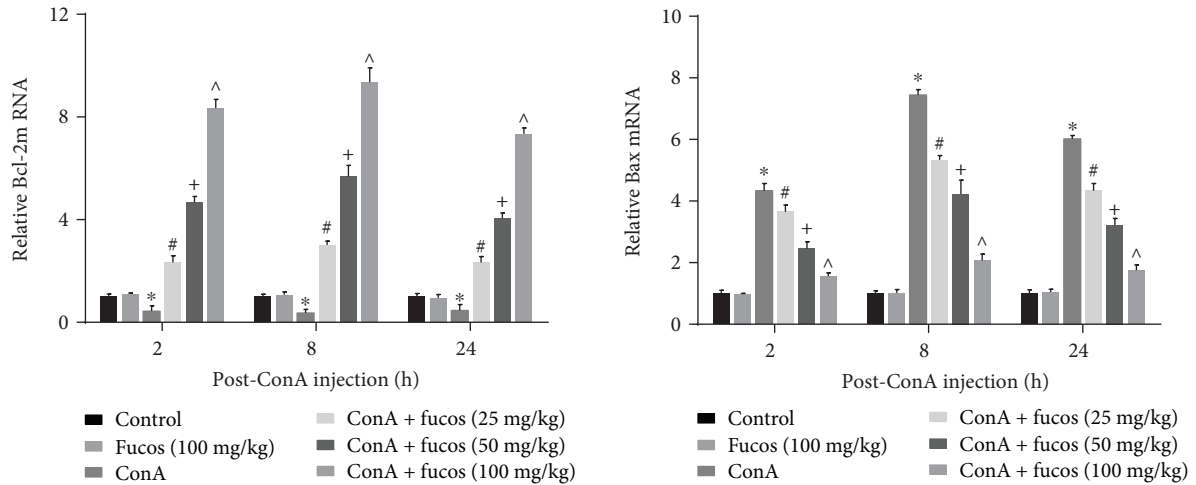 Relative Bcl-2m RNA
12
8
4
0
^
+
#
*
^
+
#
*
^
+
#
*
2 8 24
Post-ConA injection (h)
Control
Fucos (100 mg/kg)
ConA
ConA + fucos (25 mg/kg)
ConA + fucos (50 mg/kg)
ConA + fucos (100 mg/kg)
Relative Bax mRNA
10
8
6
4
2
0
*
#
+
^
*
#
+
^
*
#
+
^
2 8 24
Post-ConA injection (h)
Control
Fucos (100 mg/kg)
ConA
ConA + fucos (25 mg/kg)
ConA + fucos (50 mg/kg)
ConA + fucos (100 mg/kg)